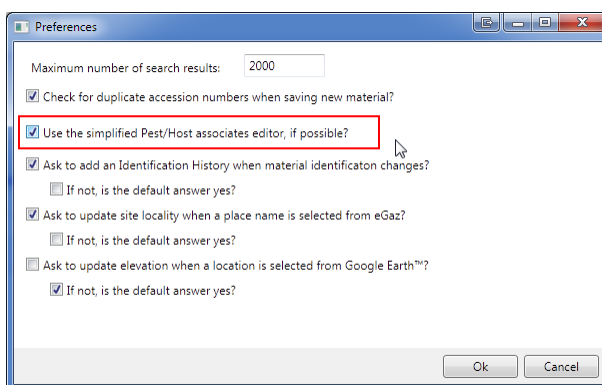 Preferences
Maximum number of search results: 2000
Check for duplicate accession numbers when saving new material?
Use the simplified Pest/Host associates editor, if possible?
Ask to add an Identification History when material identificaton changes?
If not, is the default answer yes?
Ask to update site locality when a place name is selected from eGaz?
If not, is the default answer yes?
Ask to update elevation when a location is selected from Google Earth™?
If not, is the default answer yes?
Ok Cancel